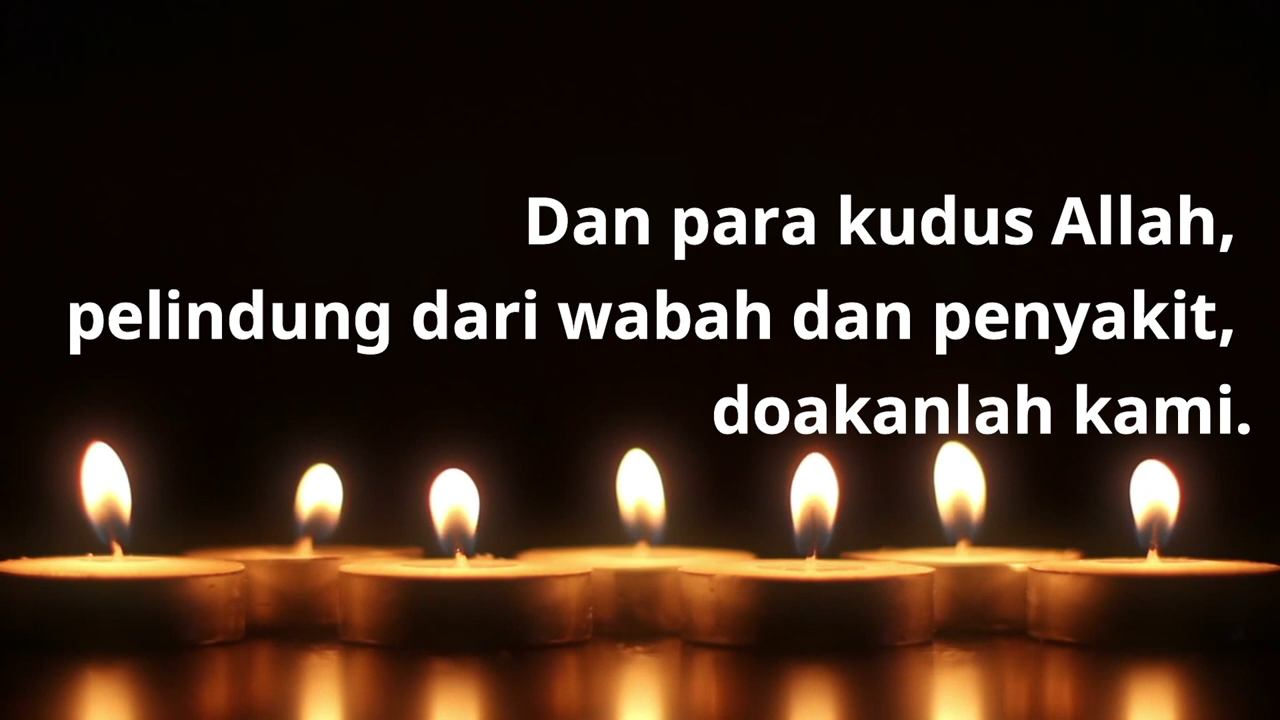 Dan para kudus Allah,
pelindung dari wabah dan penyakit,
doakanlah kami.